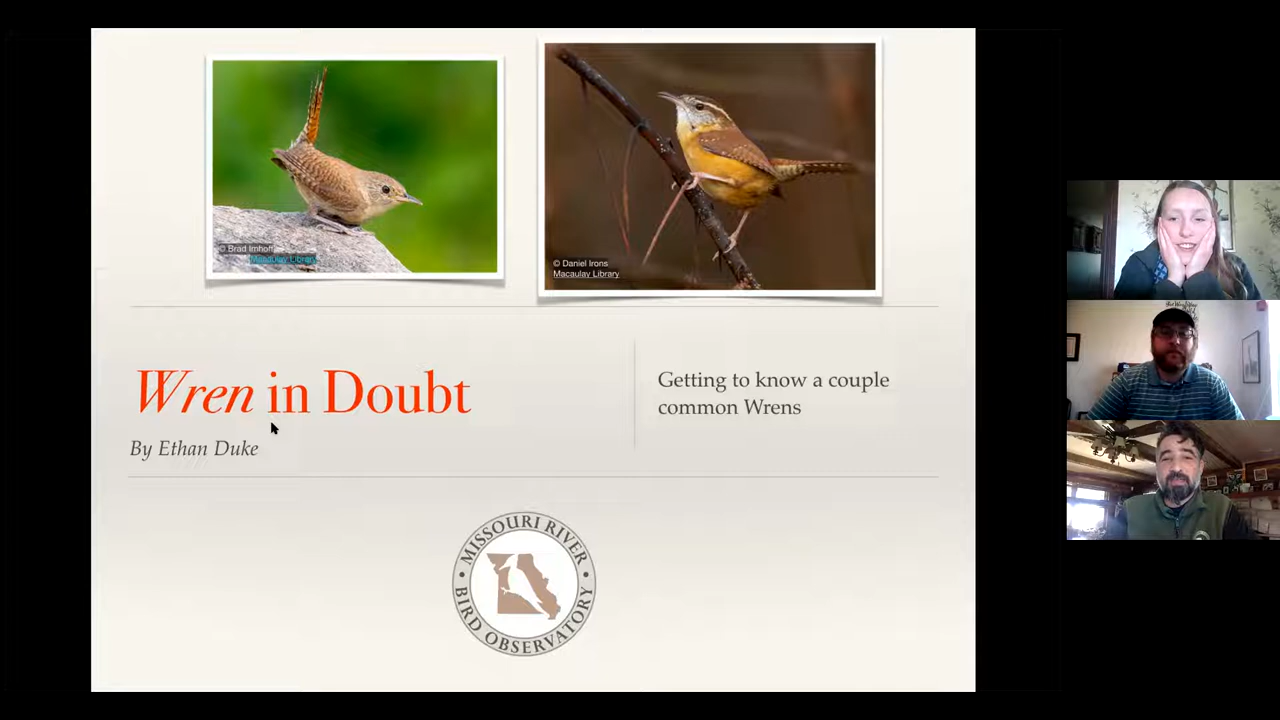 © Brad Imhoff
Macaulay Library
© Daniel Irons
Macaulay Library
Wren in Doubt
By Ethan Duke
Getting to know a couple
common Wrens
MISSOURI RIVER
• BIRD OBSERVATORY •